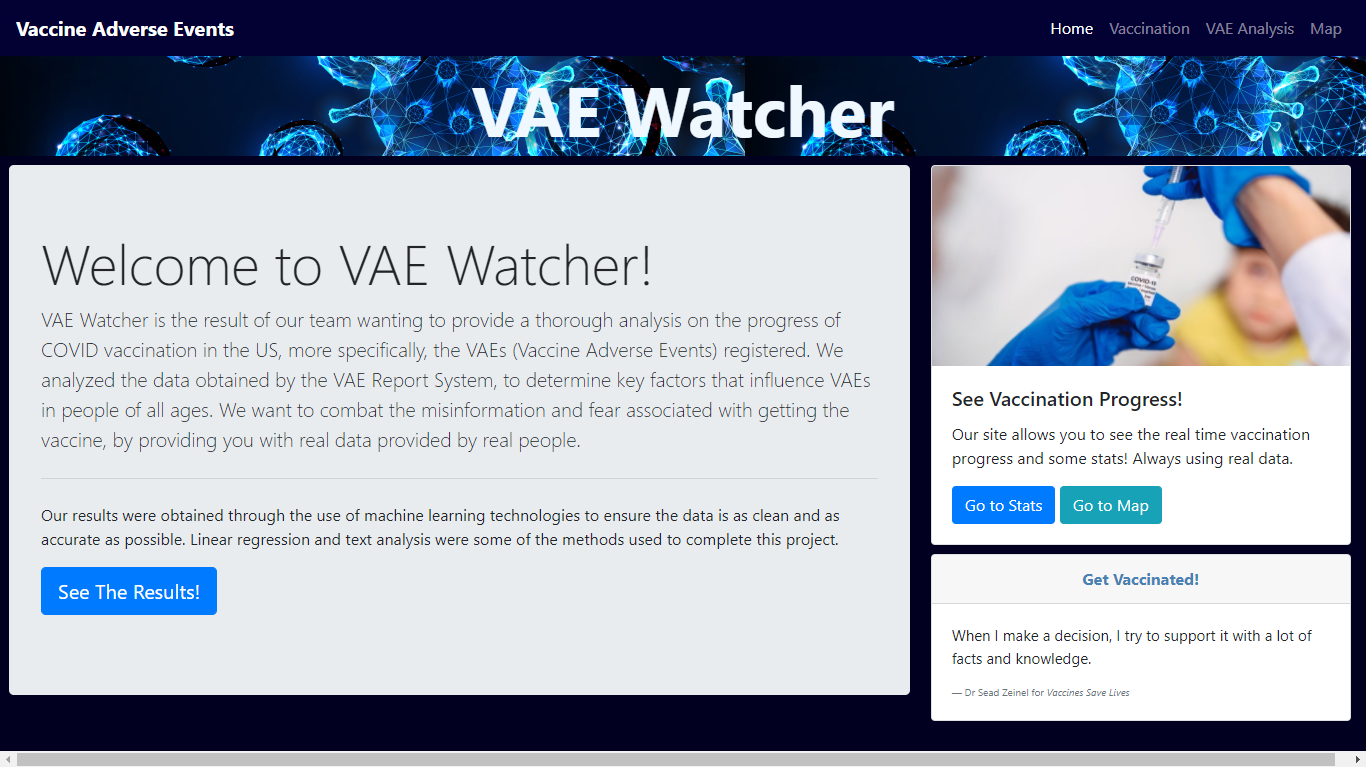 Vaccine Adverse Events
Home Vaccination VAE Analysis Map
VAE Watcher
Welcome to VAE Watcher!
VAE Watcher is the result of our team wanting to provide a thorough analysis on the progress of
COVID vaccination in the US, more specifically, the VAEs (Vaccine Adverse Events) registered. We
analyzed the data obtained by the VAE Report System, to determine key factors that influence VAEs
in people of all ages. We want to combat the misinformation and fear associated with getting the
vaccine, by providing you with real data provided by real people.
Our results were obtained through the use of machine learning technologies to ensure the data is as clean and as
accurate as possible. Linear regression and text analysis were some of the methods used to complete this project.
See The Results!
COVID-19
See Vaccination Progress!
Our site allows you to see the real time vaccination
progress and some stats! Always using real data.
Go to Stats Go to Map
Get Vaccinated!
When I make a decision, I try to support it with a lot of
facts and knowledge.
— Dr Sead Zeinel for Vaccines Save Lives